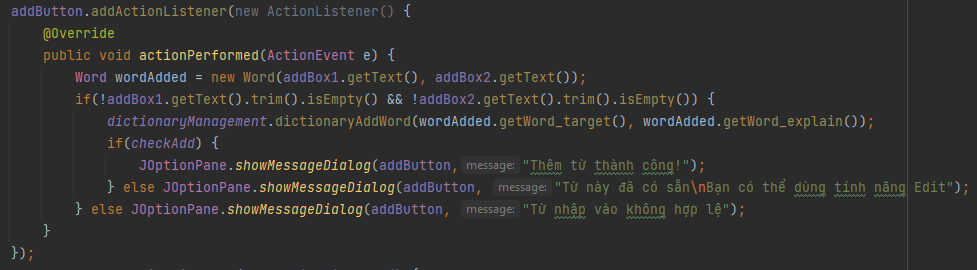 addButton.addActionListener(new ActionListener() {
@Override
public void actionPerformed(ActionEvent e) {
Word wordAdded = new Word(addBox1.getText(), addBox2.getText());
if(!addBox1.getText().trim().isEmpty() && !addBox2.getText().trim().isEmpty()) {
dictionaryManagement.dictionaryAddWord(wordAdded.getWord_target(), wordAdded.getWord_explain());
if(checkAdd) {
JOptionPane.showMessageDialog(addButton, message: "Thêm từ thành công!");
} else JOptionPane.showMessageDialog(addButton, message: "Từ này đã có sẵn\nBạn có thể dùng tính năng Edit");
} else JOptionPane.showMessageDialog(addButton, message: "Từ nhập vào không hợp lệ");
}
});